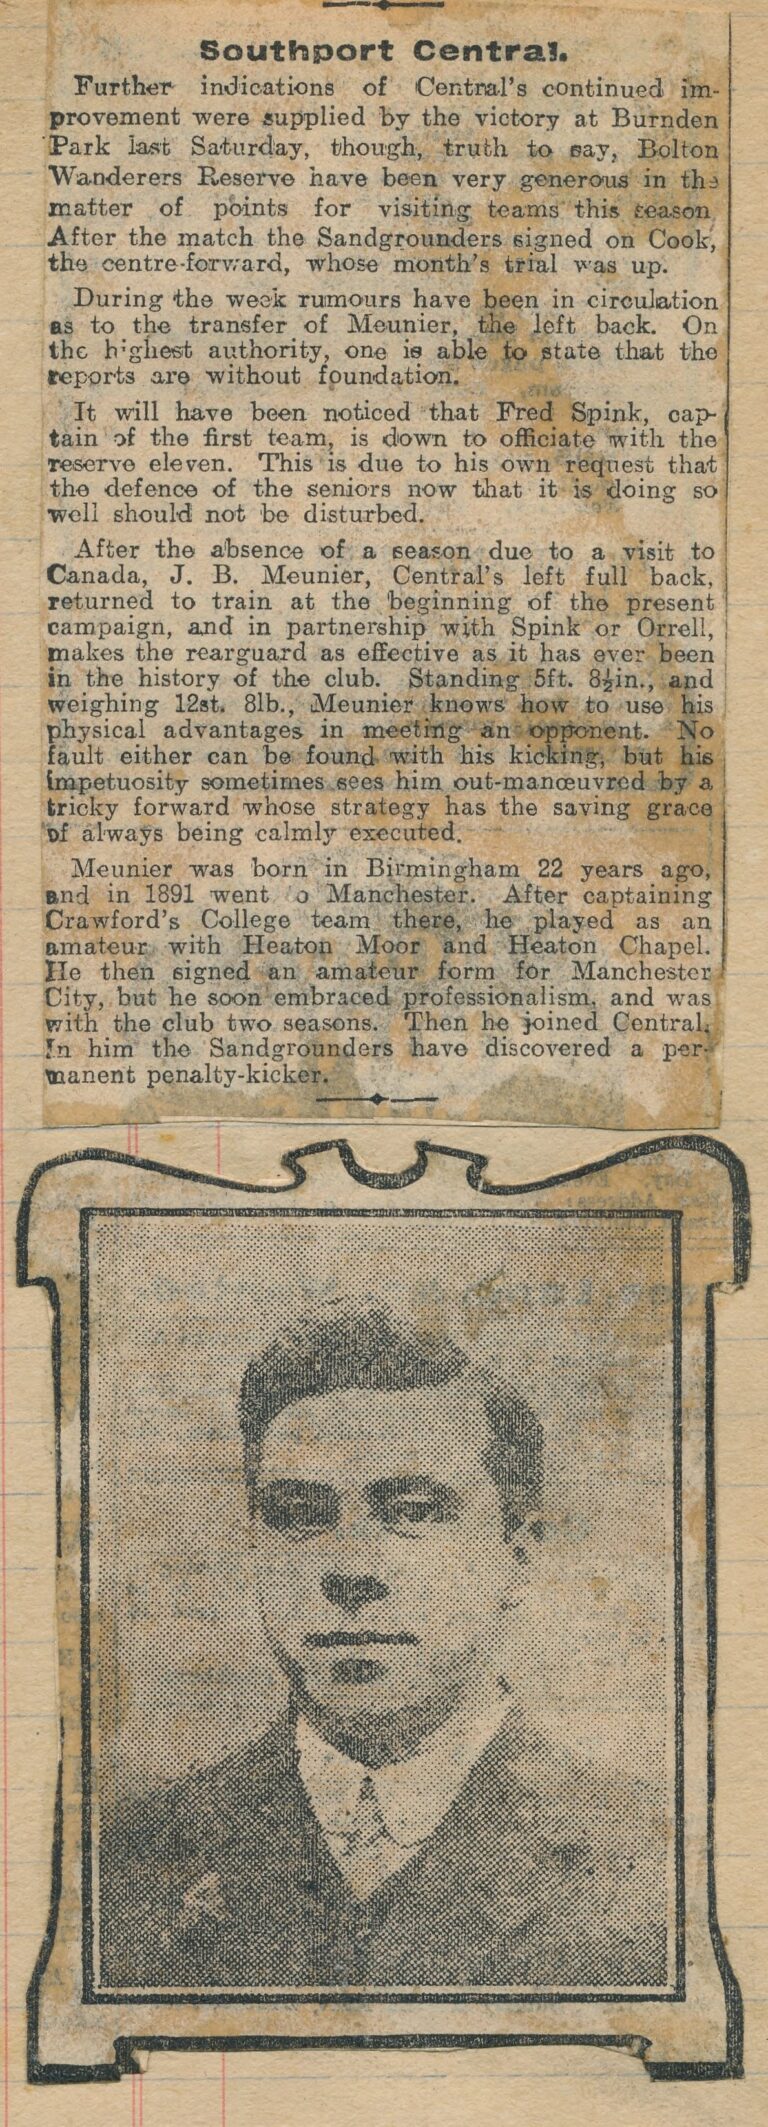 Southport Central.
Further indications of Central's continued im-
provement were supplied by the victory at Burnden
Park last Saturday, though, truth to say, Bolton
Wanderers Reserve have been very generous in the
matter of points for visiting teams this season
After the match the Sandgrounders signed on Cook,
the centre-forward, whose month's trial was up.
During the week rumours have been in circulation
as to the transfer of Meunier, the left back. On
the highest authority, one is able to state that the
reports are without foundation.
It will have been noticed that Fred Spink, cap-
tain of the first team, is down to officiate with the
reserve eleven. This is due to his own request that
the defence of the seniors now that it is doing so
well should not be disturbed.
After the absence of a season due to a visit to
Canada, J. B. Meunier, Central's left full back,
returned to train at the beginning of the present
campaign, and in partnership with Spink or Orrell,
makes the rearguard as effective as it has ever been
in the history of the club. Standing 5ft. 8½in., and
weighing 12st. 8lb., Meunier knows how to use his
physical advantages in meeting an opponent. No
fault either can be found with his kicking, but his
impetuosity sometimes sees him out-manœuvred by a
tricky forward whose strategy has the saving grace
of always being calmly executed.
Meunier was born in Birmingham 22 years ago,
and in 1891 went o Manchester. After captaining
Crawford's College team there, he played as an
amateur with Heaton Moor and Heaton Chapel.
He then signed an amateur form for Manchester
City, but he soon embraced professionalism, and was
with the club two seasons. Then he joined Central.
In him the Sandgrounders have discovered a per-
manent penalty-kicker.